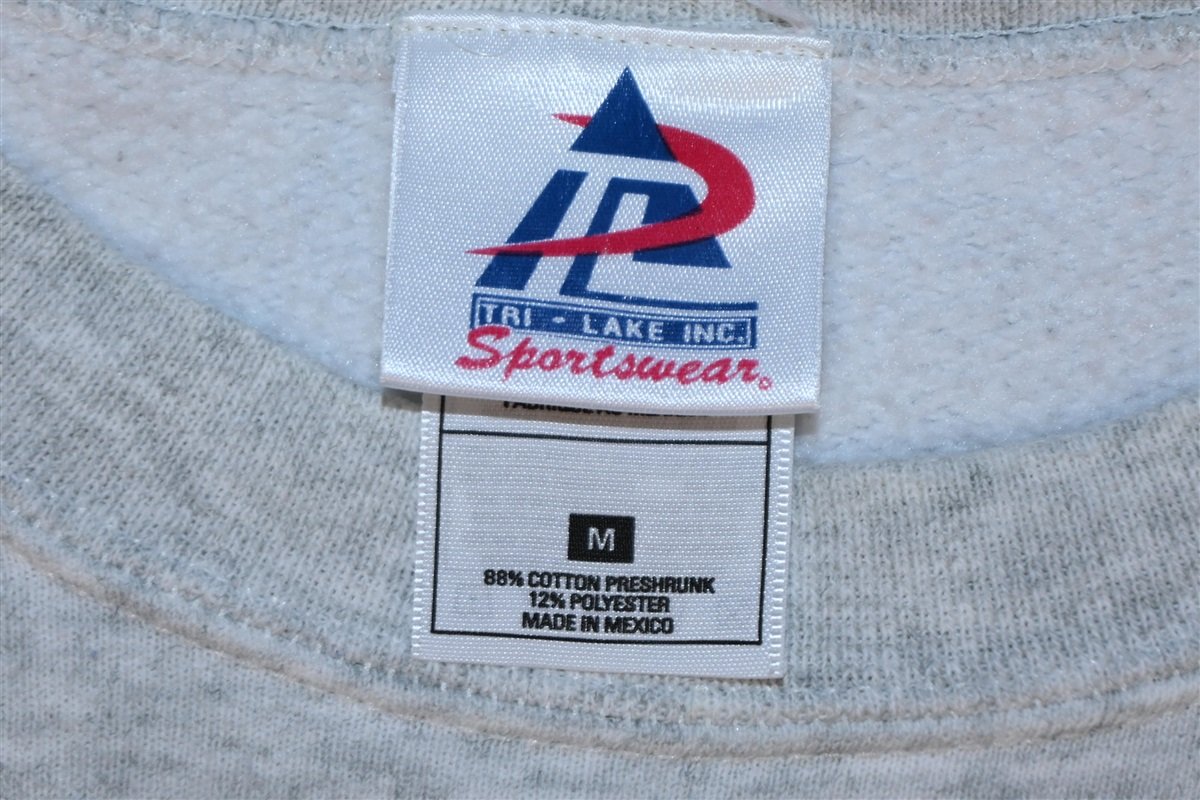 TRI - LAKE INC.
Sportswear
M
88% COTTON PRESHRUNK
12% POLYESTER
MADE IN MEXICO